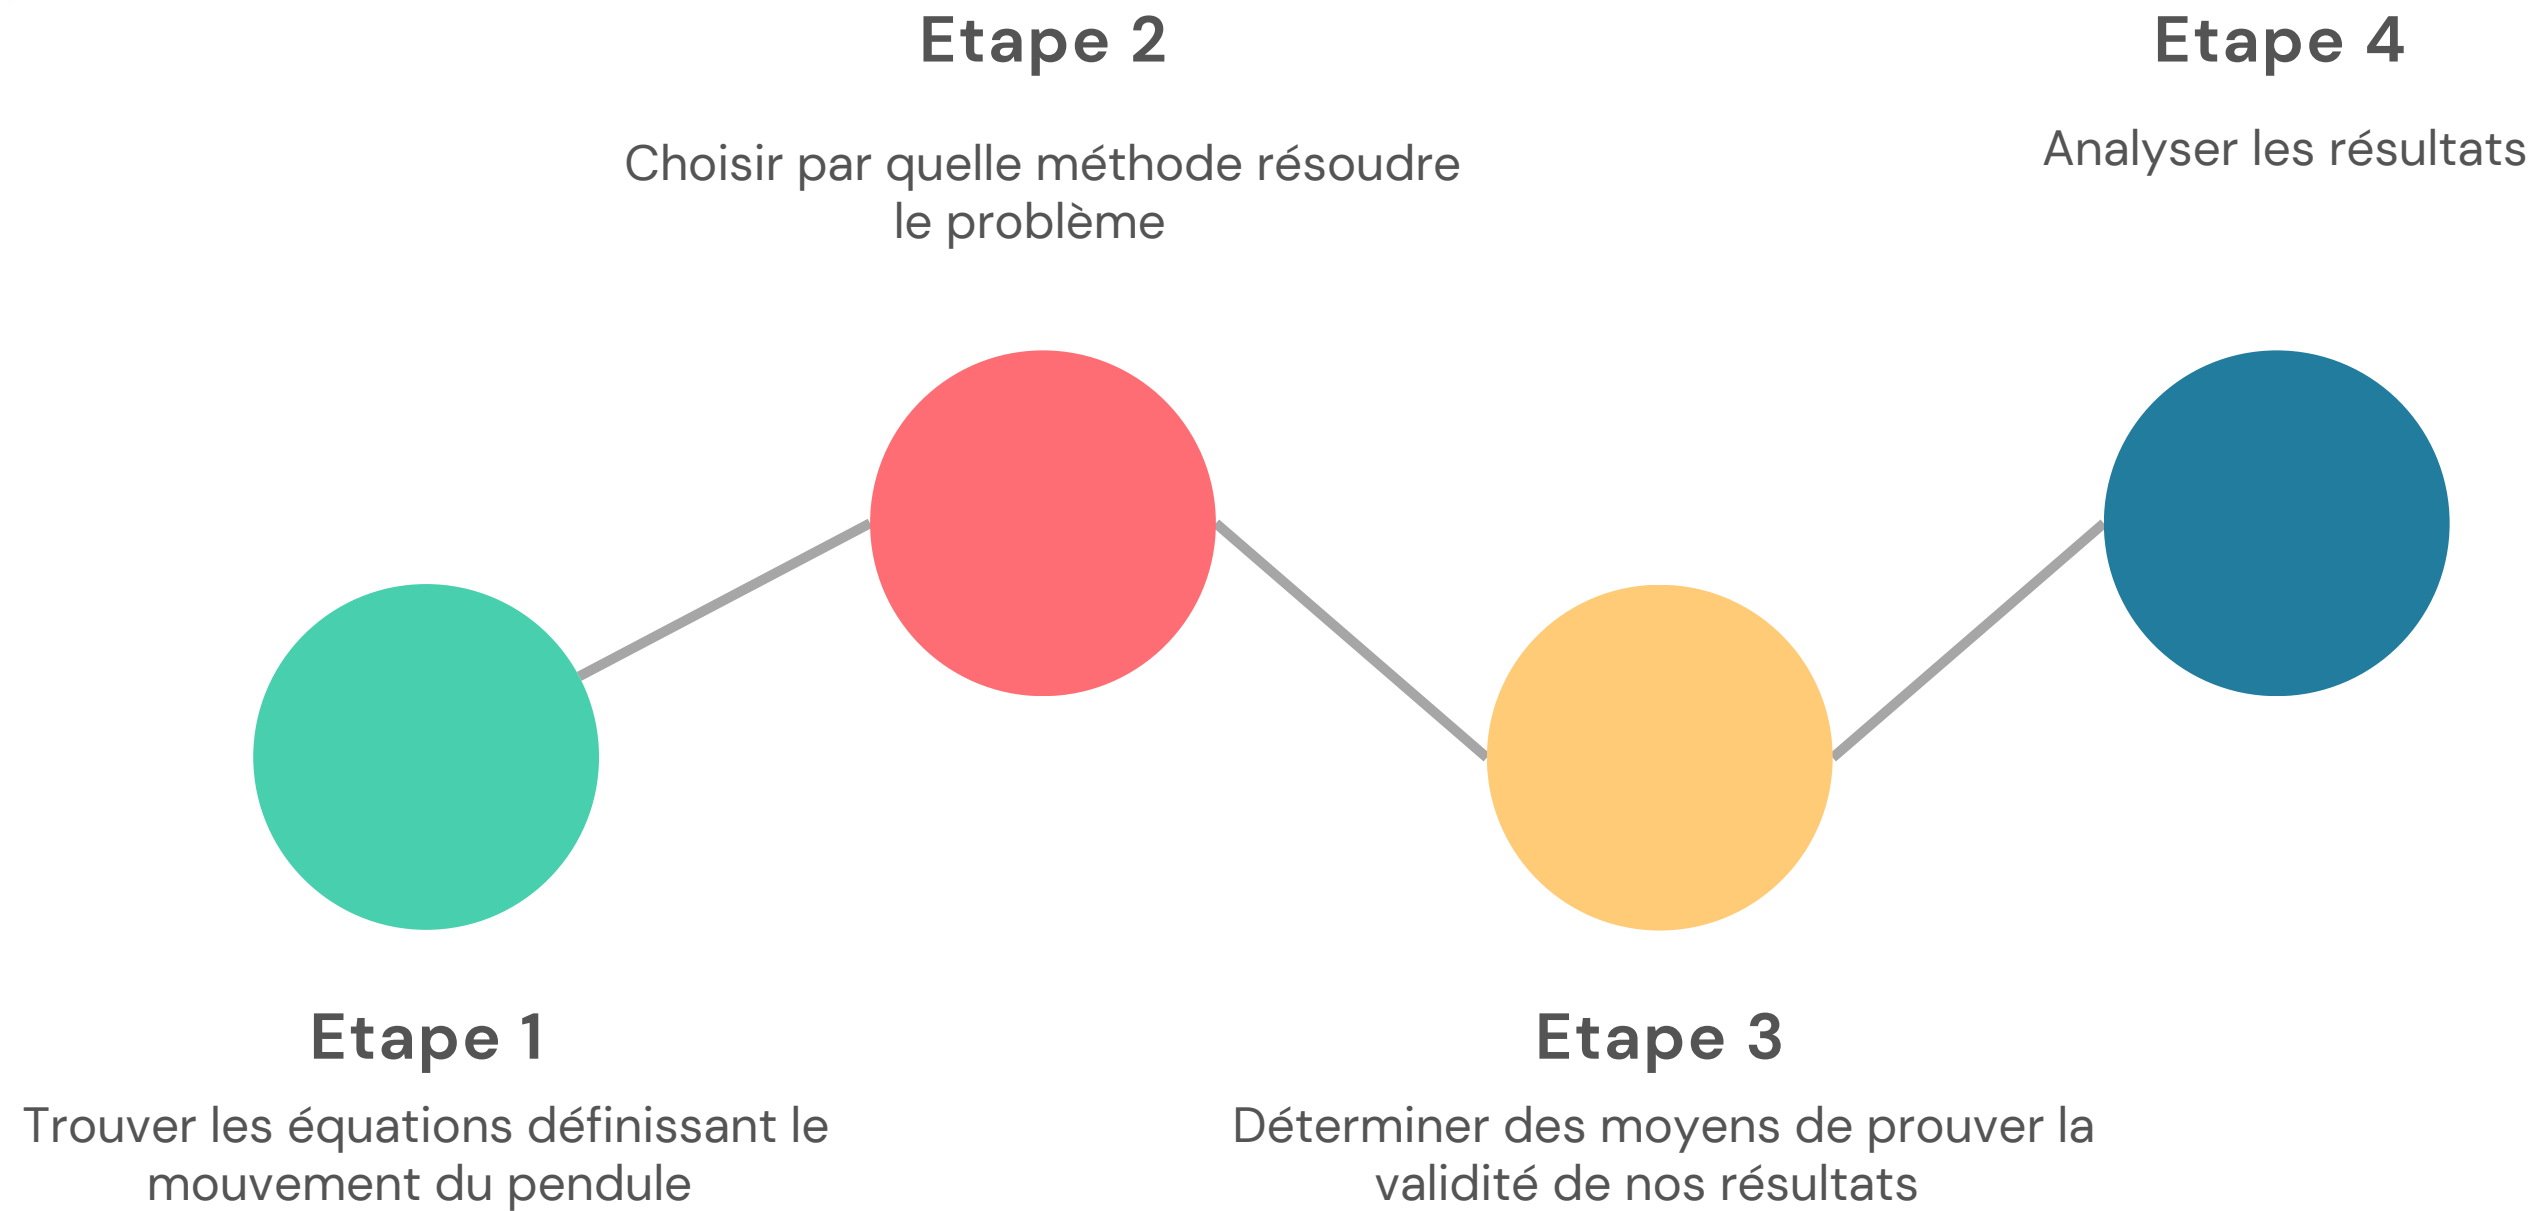 Etape 1
Trouver les équations définissant le
mouvement du pendule
Etape 2
Choisir par quelle méthode résoudre
le problème
Etape 3
Déterminer des moyens de prouver la
validité de nos résultats
Etape 4
Analyser les résultats